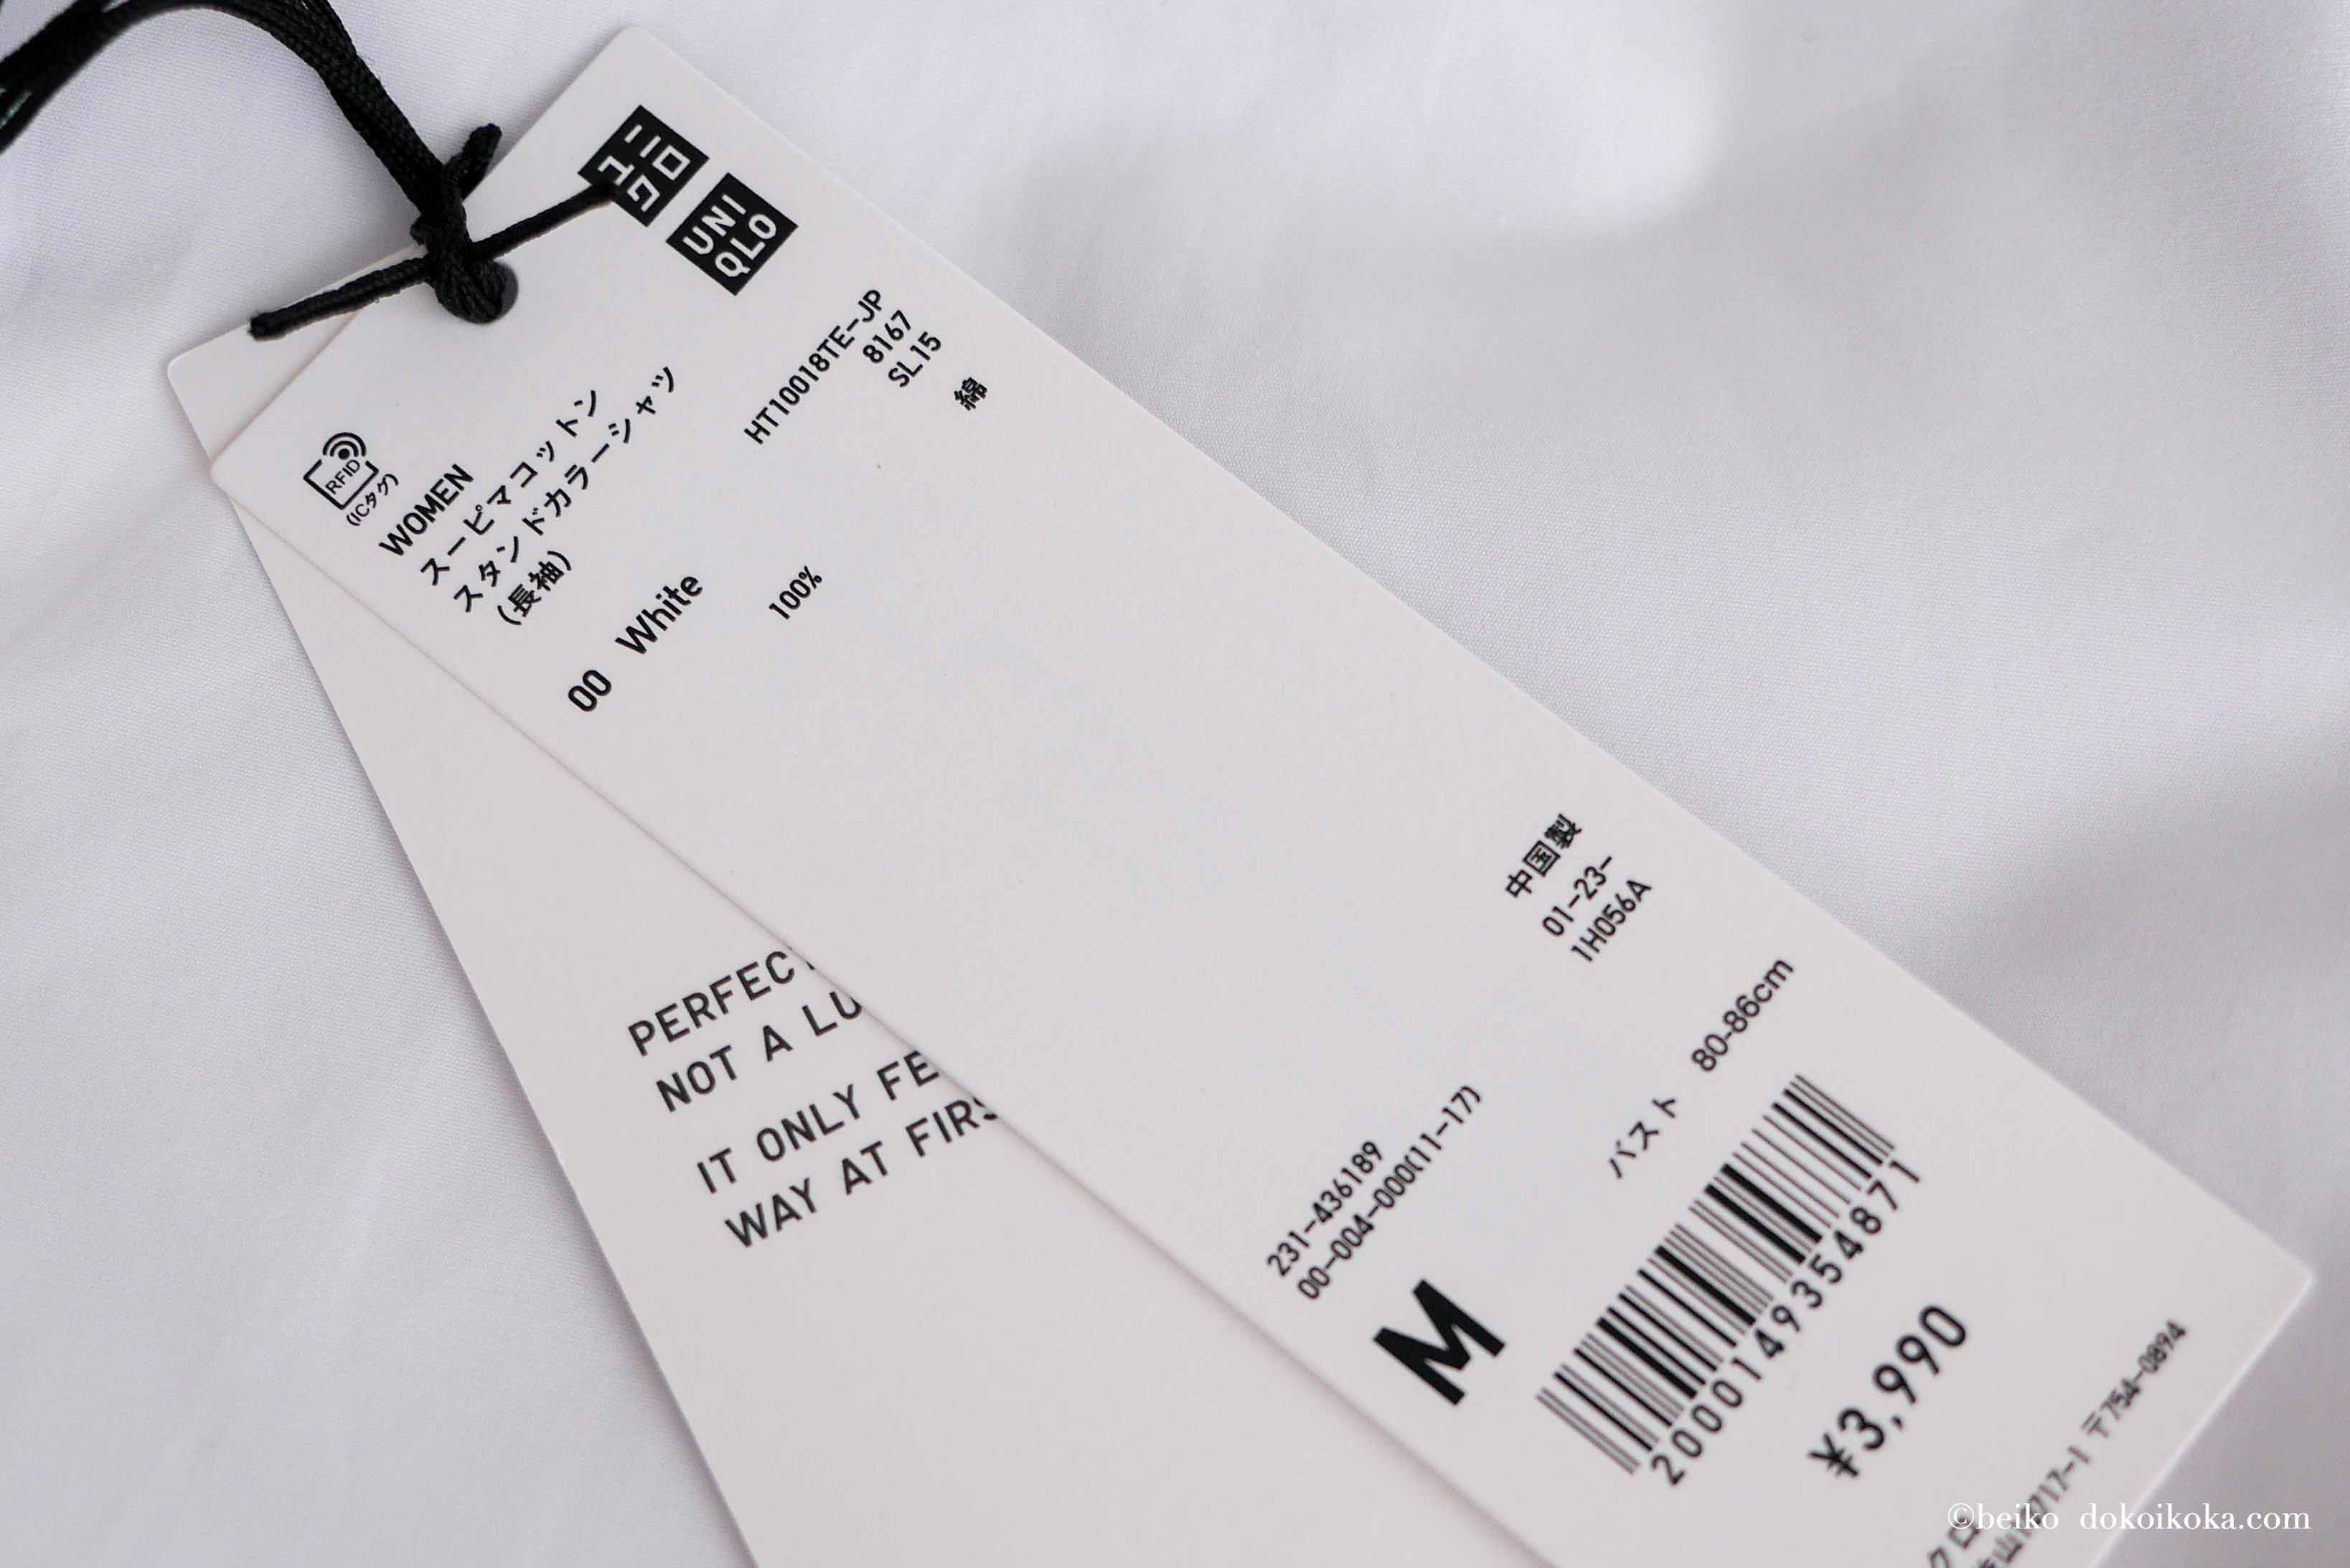 ユニ
クロ
UNI
QLO
RFID
(ICタグ)
WOMEN
スーピマコットン
スタンドカラーシャツ
(長袖)
HT10018TE-JP
8167
SL15
00 White
綿
100%
中国製
01-23-
1H056A
231-436189
00-004-000(11-17)
M
バスト 80-86cm
2000149354871
¥3,990
717-1 〒754-0894
PERFEC
NOT A LU
IT ONLY FE
WAY AT FIRS
©beiko dokoikoka.com